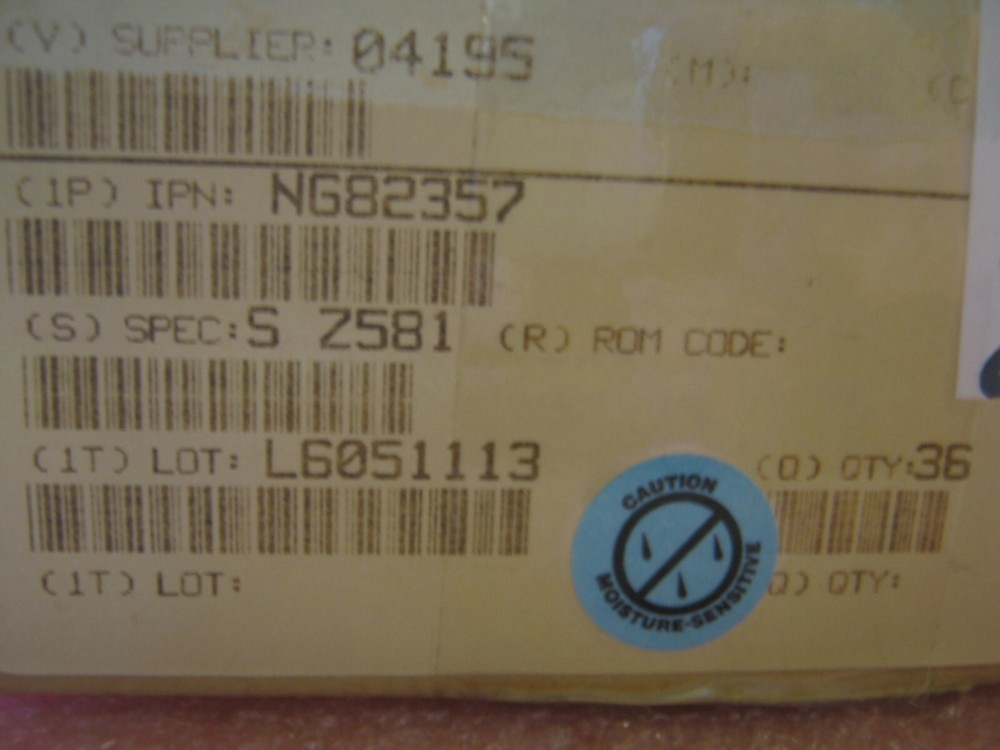 (V) SUPPLIER: 04195 (M):
(1P) IPN: NG82357
(S) SPEC:S Z581 (R) ROM CODE:
(1T) LOT: L6051113 (Q) QTY:36
CAUTION
MOISTURE-SENSITIVE
(1T) LOT: Q) QTY: